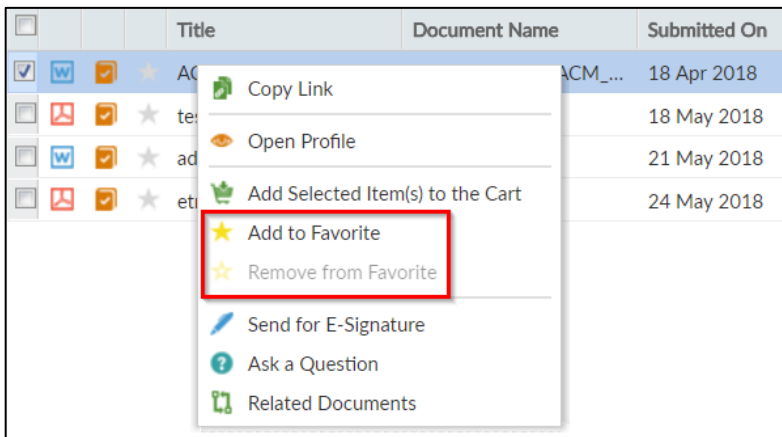 Title Document Name Submitted On
W AC ACM_... 18 Apr 2018
Copy Link
tes 18 May 2018
Open Profile
W ad 21 May 2018
Add Selected Item(s) to the Cart
24 May 2018
Add to Favorite
Remove from Favorite
Send for E-Signature
Ask a Question
Related Documents